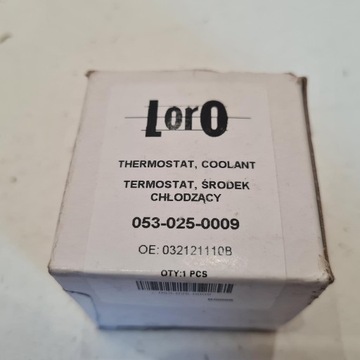 LorO
THERMOSTAT, COOLANT
TERMOSTAT, ŚRODEK
CHŁODZĄCY
053-025-0009
OE: 032121110B
QTY:1 PCS